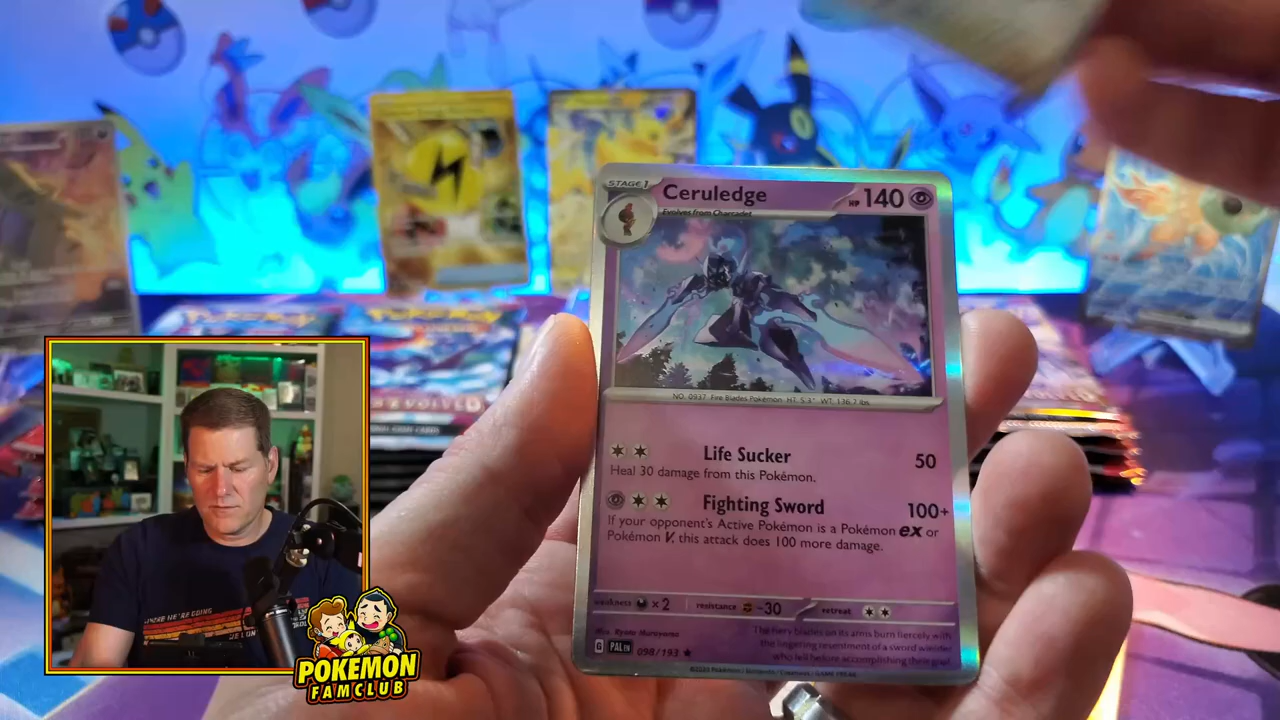 STAGE 1
Ceruledge
HP 140
Evolves from Charcadet
NO. 0937 Fire Blades Pokémon HT: 5'3" WT: 136.7 lbs.
Life Sucker 50
Heal 30 damage from this Pokémon.
Fighting Sword 100+
If your opponent's Active Pokémon is a Pokémon ex or
Pokémon V, this attack does 100 more damage.
weakness ×2 resistance -30 retreat
Illus. Ryota Murayama
The fiery blades on its arms burn fiercely with
the lingering resentment of a sword wielder
who fell before accomplishing their goal.
G PAL EN 098/193 ★
POKEMON
FAMCLUB